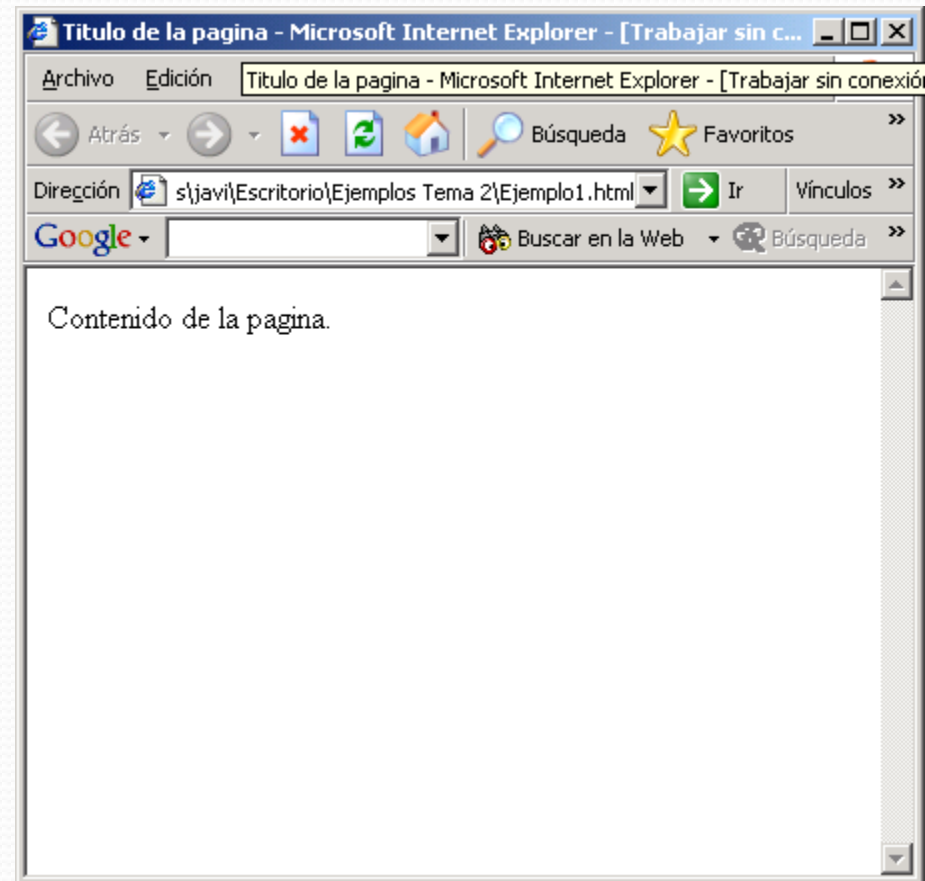 Titulo de la pagina - Microsoft Internet Explorer - [Trabajar sin c...
Archivo Edición Titulo de la pagina - Microsoft Internet Explorer - [Trabajar sin conexión
Atrás Búsqueda Favoritos »
Dirección s\javi\Escritorio\Ejemplos Tema 2\Ejemplo1.html Ir Vínculos »
Google Buscar en la Web Búsqueda »
Contenido de la pagina.